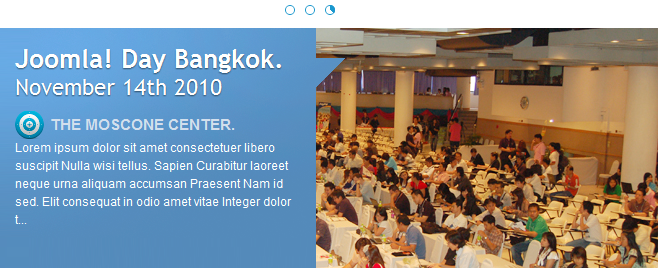 Joomla! Day Bangkok.
November 14th 2010
THE MOSCONE CENTER.
Lorem ipsum dolor sit amet consectetuer libero
suscipit Nulla wisi tellus. Sapien Curabitur laoreet
neque urna aliquam accumsan Praesent Nam id
sed. Elit consequat in odio amet vitae Integer dolor
t...